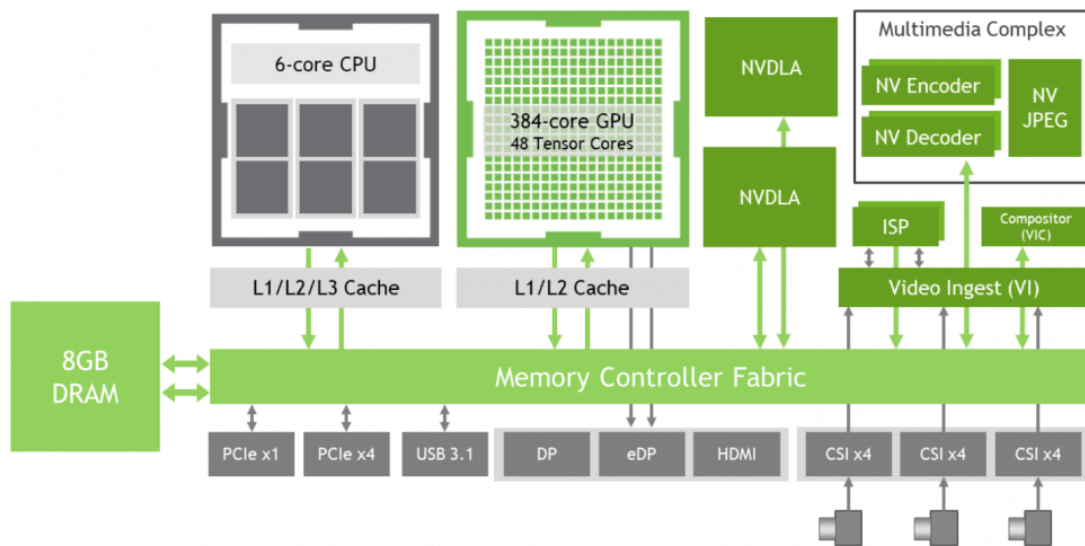 6-core CPU
384-core GPU
48 Tensor Cores
NVDLA
NVDLA
Multimedia Complex
NV Encoder
NV Decoder
NV
JPEG
ISP
Compositor
(VIC)
L1/L2/L3 Cache
L1/L2 Cache
Video Ingest (VI)
8GB
DRAM
Memory Controller Fabric
PCIe x1
PCIe x4
USB 3.1
DP
eDP
HDMI
CSI x4
CSI x4
CSI x4